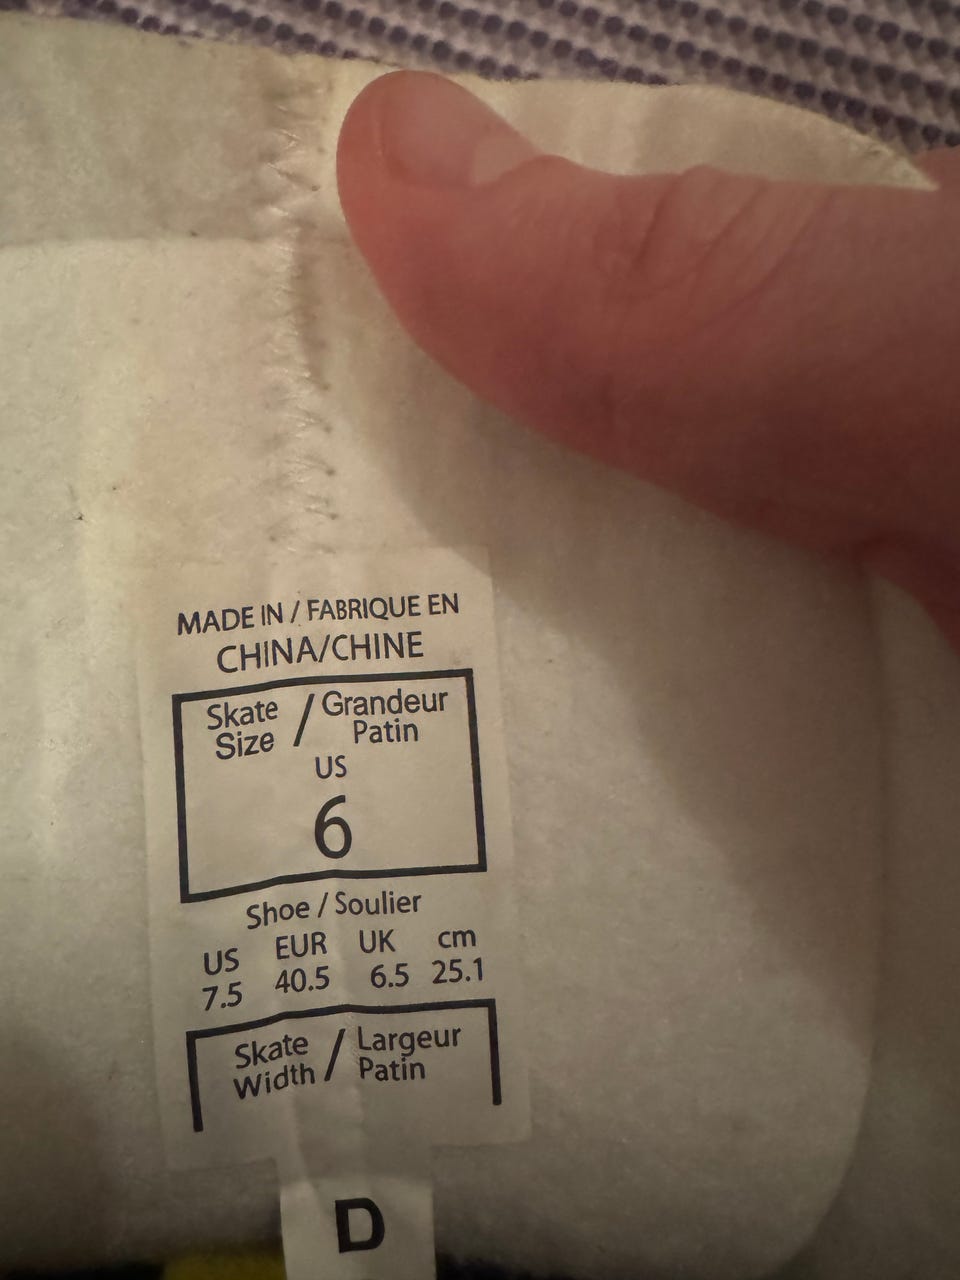 MADE IN / FABRIQUE EN
CHINA/CHINE
Skate Size / Grandeur Patin
US
6
Shoe / Soulier
US EUR UK cm
7.5 40.5 6.5 25.1
Skate Width / Largeur Patin
D